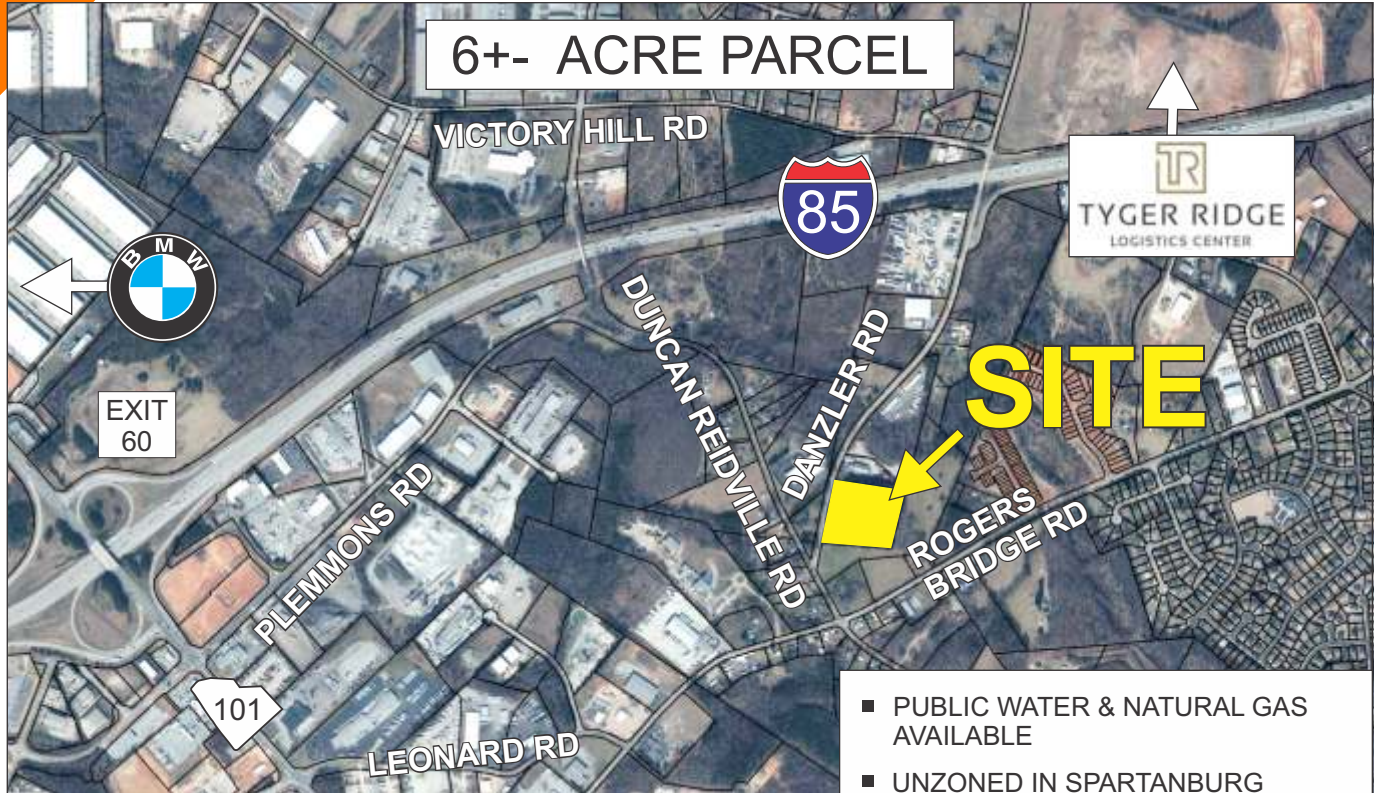 6+- ACRE PARCEL
VICTORY HILL RD
85
TR
TYGER RIDGE
LOGISTICS CENTER
BMW
DUNCAN REIDVILLE RD
DANZLER RD
SITE
EXIT
60
PLEMMONS RD
ROGERS
BRIDGE RD
101
LEONARD RD
▪ PUBLIC WATER & NATURAL GAS
AVAILABLE
▪ UNZONED IN SPARTANBURG